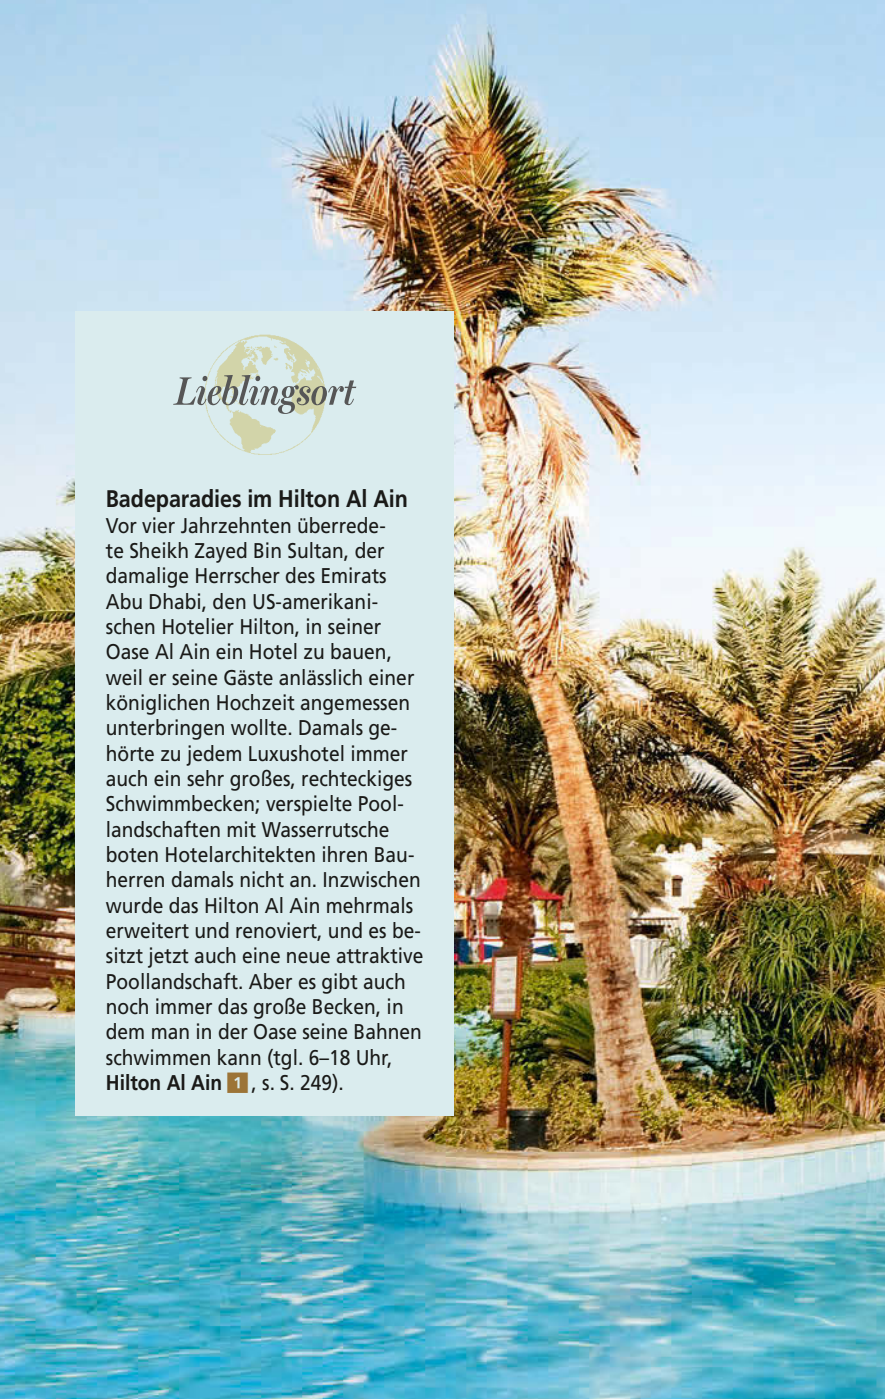 Lieblingsort
Badeparadies im Hilton Al Ain
Vor vier Jahrzehnten überrede-
te Sheikh Zayed Bin Sultan, der
damalige Herrscher des Emirats
Abu Dhabi, den US-amerikani-
schen Hotelier Hilton, in seiner
Oase Al Ain ein Hotel zu bauen,
weil er seine Gäste anlässlich einer
königlichen Hochzeit angemessen
unterbringen wollte. Damals ge-
hörte zu jedem Luxushotel immer
auch ein sehr großes, rechteckiges
Schwimmbecken; verspielte Pool-
landschaften mit Wasserrutsche
boten Hotelarchitekten ihren Bau-
herren damals nicht an. Inzwischen
wurde das Hilton Al Ain mehrmals
erweitert und renoviert, und es be-
sitzt jetzt auch eine neue attraktive
Poollandschaft. Aber es gibt auch
noch immer das große Becken, in
dem man in der Oase seine Bahnen
schwimmen kann (tgl. 6–18 Uhr,
Hilton Al Ain 1, s. S. 249).